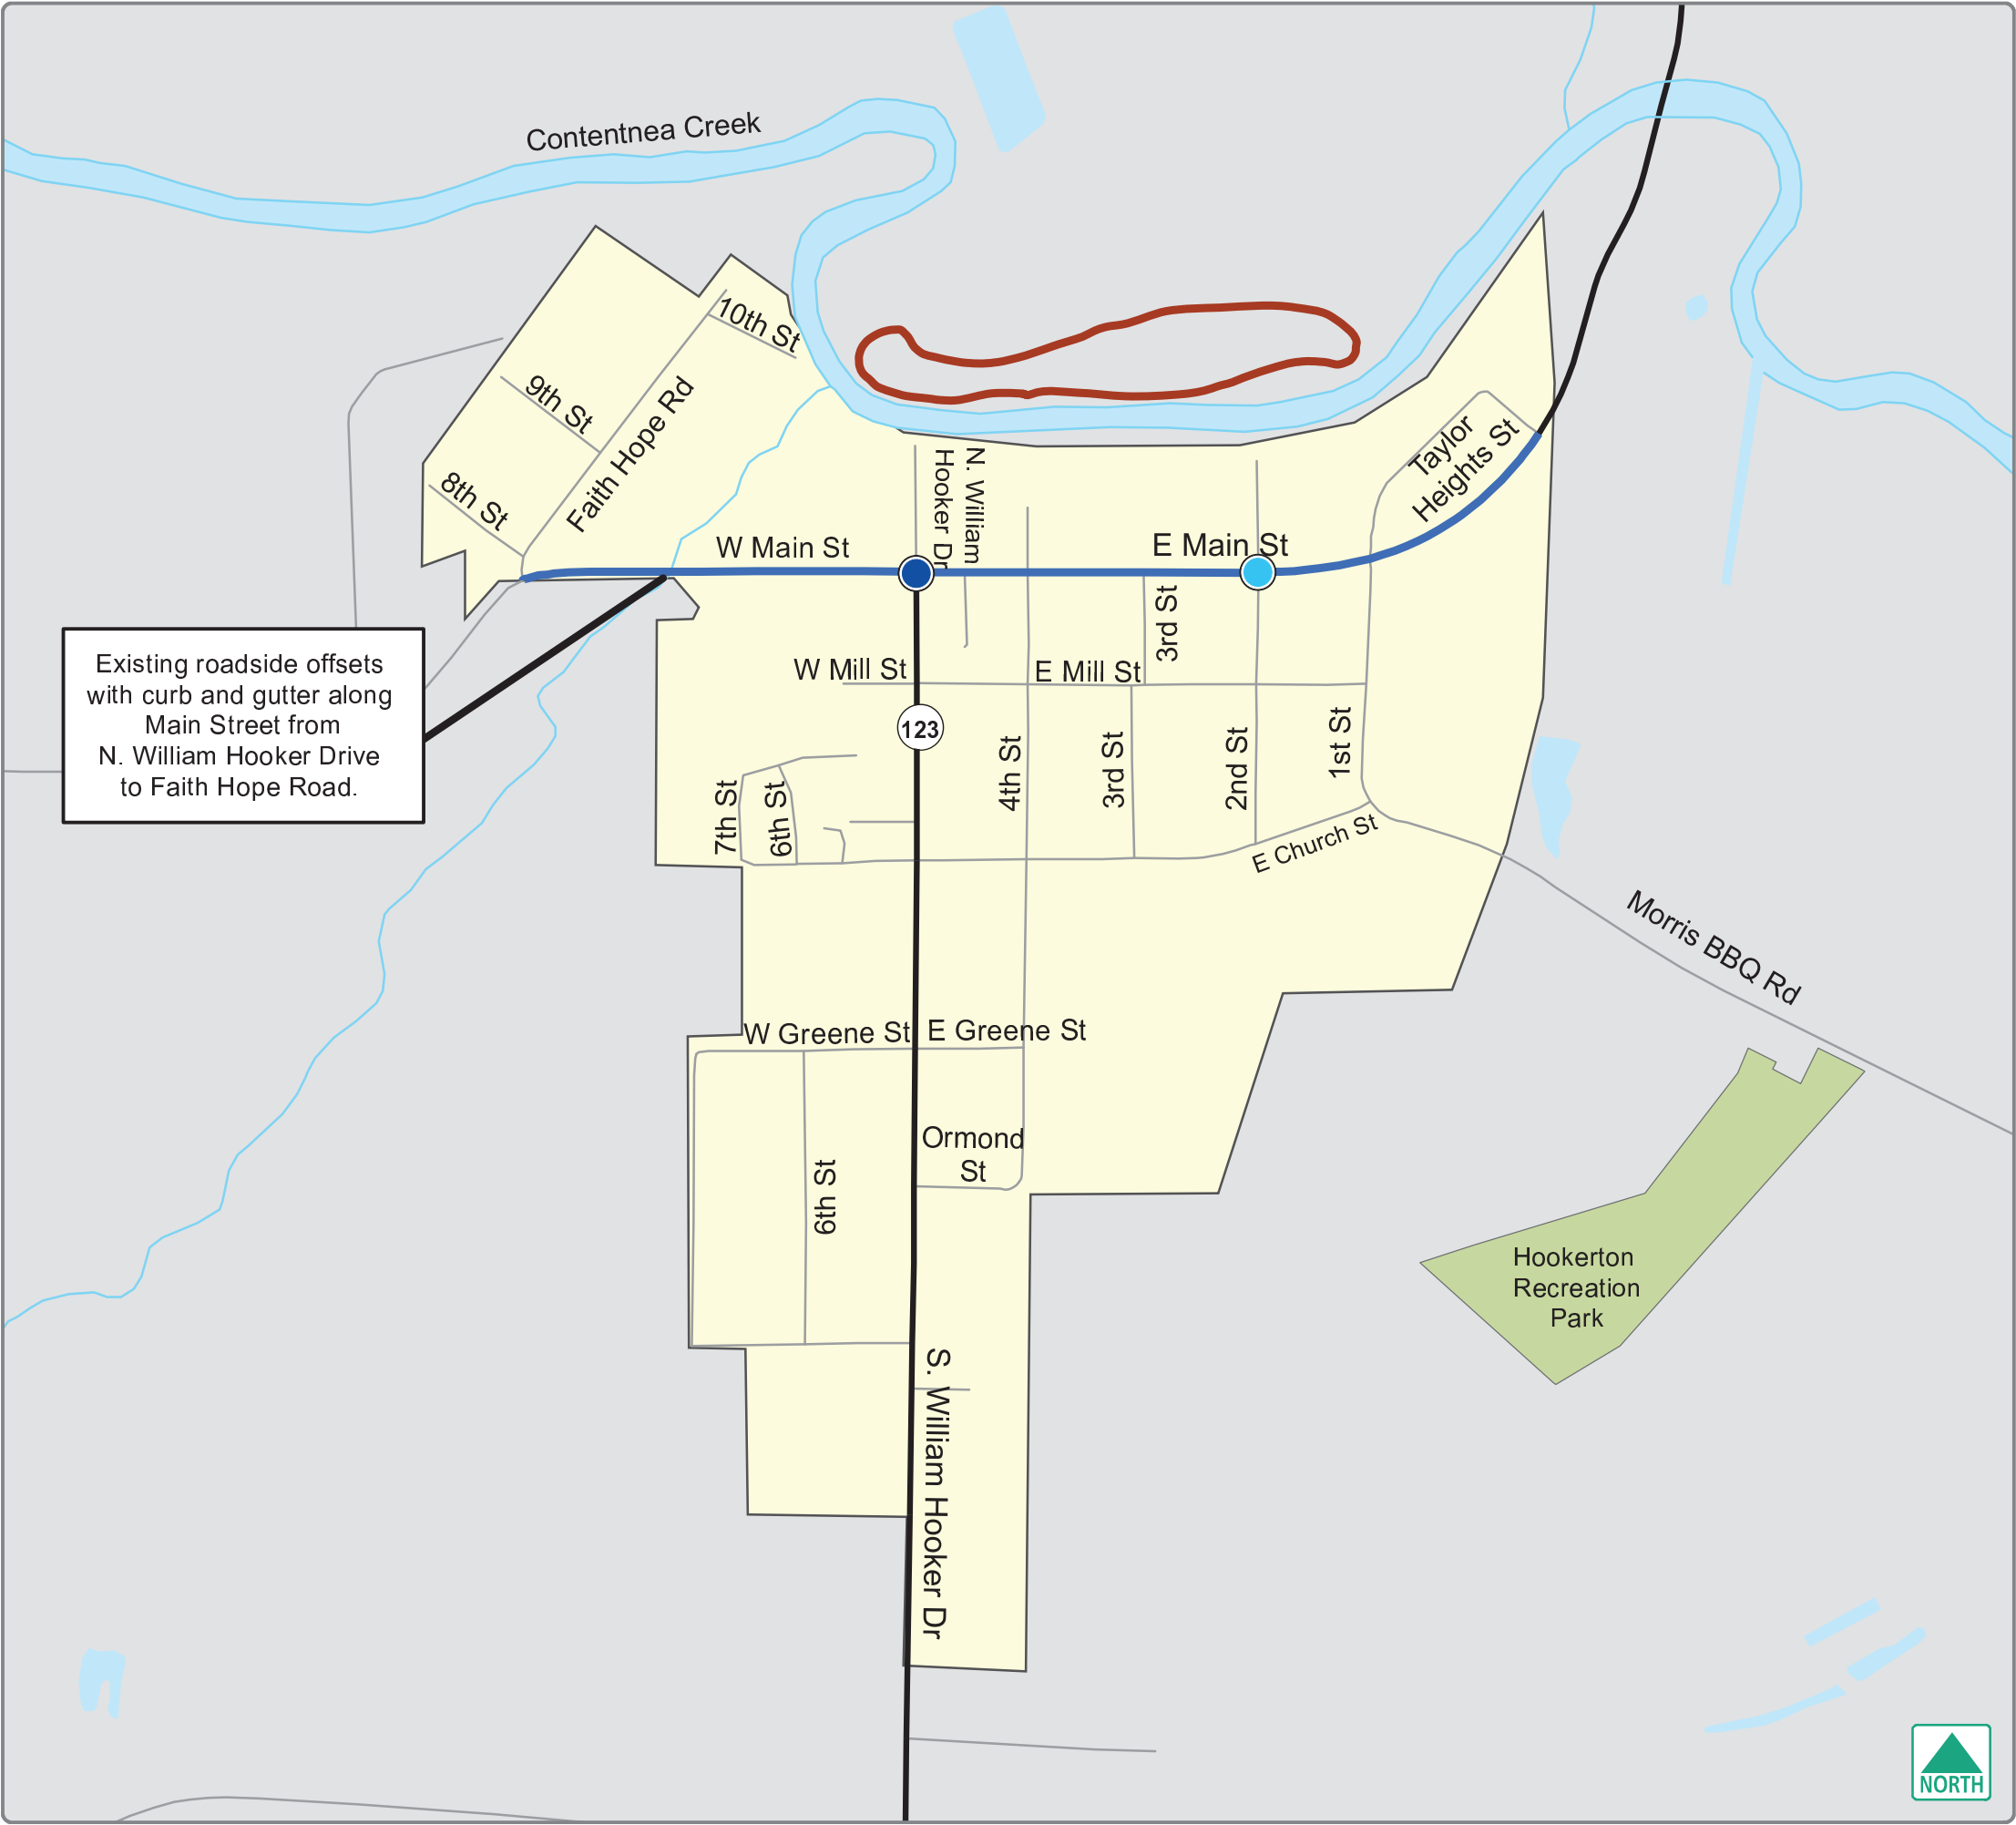 Contentnea Creek
10th St
9th St
Faith Hope Rd
8th St
N. William
Hooker Dr
Taylor
Heights St
W Main St
E Main St
3rd St
Existing roadside offsets
with curb and gutter along
Main Street from
N. William Hooker Drive
to Faith Hope Road.
W Mill St
E Mill St
123
7th St
6th St
4th St
3rd St
2nd St
1st St
E Church St
Morris BBQ Rd
W Greene St
E Greene St
Ormond
St
6th St
Hookerton
Recreation
Park
S. William Hooker Dr
NORTH